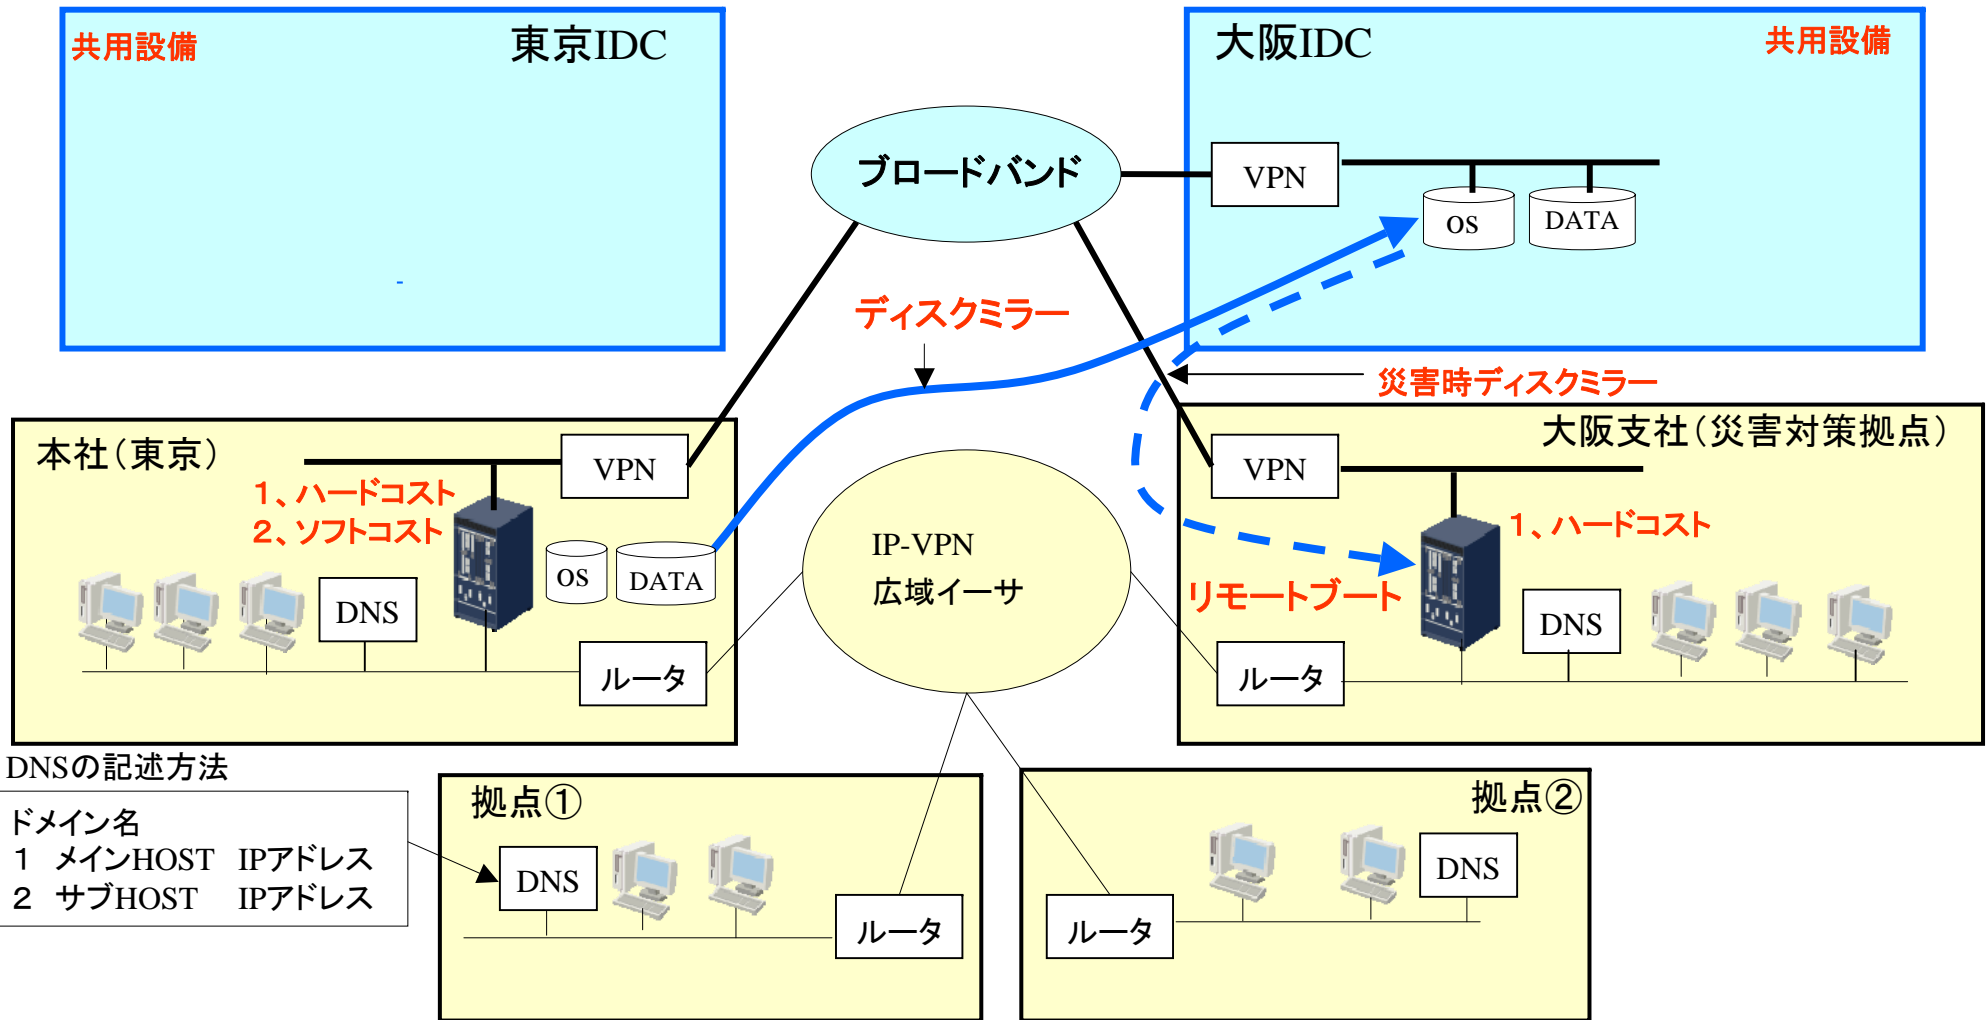 共用設備
東京IDC
大阪IDC
共用設備
ブロードバンド
VPN
OS
DATA
ディスクミラー
災害時ディスクミラー
本社(東京)
VPN
1、ハードコスト
2、ソフトコスト
OS
DATA
DNS
ルータ
IP-VPN
広域イーサ
大阪支社(災害対策拠点)
VPN
1、ハードコスト
リモートブート
DNS
ルータ
DNSの記述方法
ドメイン名
1 メインHOST IPアドレス
2 サブHOST IPアドレス
拠点①
DNS
ルータ
拠点②
DNS
ルータ